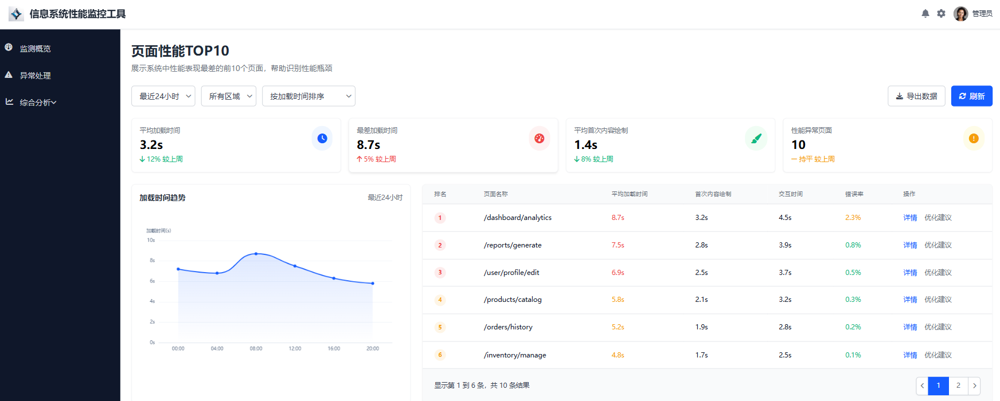 信息系统性能监控工具
管理员
监测概览
异常处理
综合分析
页面性能TOP10
展示系统中性能表现最差的前10个页面，帮助识别性能瓶颈
最近24小时 所有区域 按加载时间排序 导出数据 刷新
平均加载时间
3.2s
↓ 12% 较上周
最差加载时间
8.7s
↑ 5% 较上周
平均首次内容绘制
1.4s
↓ 8% 较上周
性能异常页面
10
— 持平 较上周
加载时间趋势 最近24小时
加载时间(s)
10s
8s
6s
4s
2s
0s
00:00 04:00 08:00 12:00 16:00 20:00
排名 页面名称 平均加载时间 首次内容绘制 交互时间 错误率 操作
1 /dashboard/analytics 8.7s 3.2s 4.5s 2.3% 详情 优化建议
2 /reports/generate 7.5s 2.8s 3.9s 0.8% 详情 优化建议
3 /user/profile/edit 6.9s 2.5s 3.7s 0.5% 详情 优化建议
4 /products/catalog 5.8s 2.1s 3.2s 0.3% 详情 优化建议
5 /orders/history 5.2s 1.9s 2.8s 0.2% 详情 优化建议
6 /inventory/manage 4.8s 1.7s 2.5s 0.1% 详情 优化建议
显示第 1 到 6 条，共 10 条结果
1 2